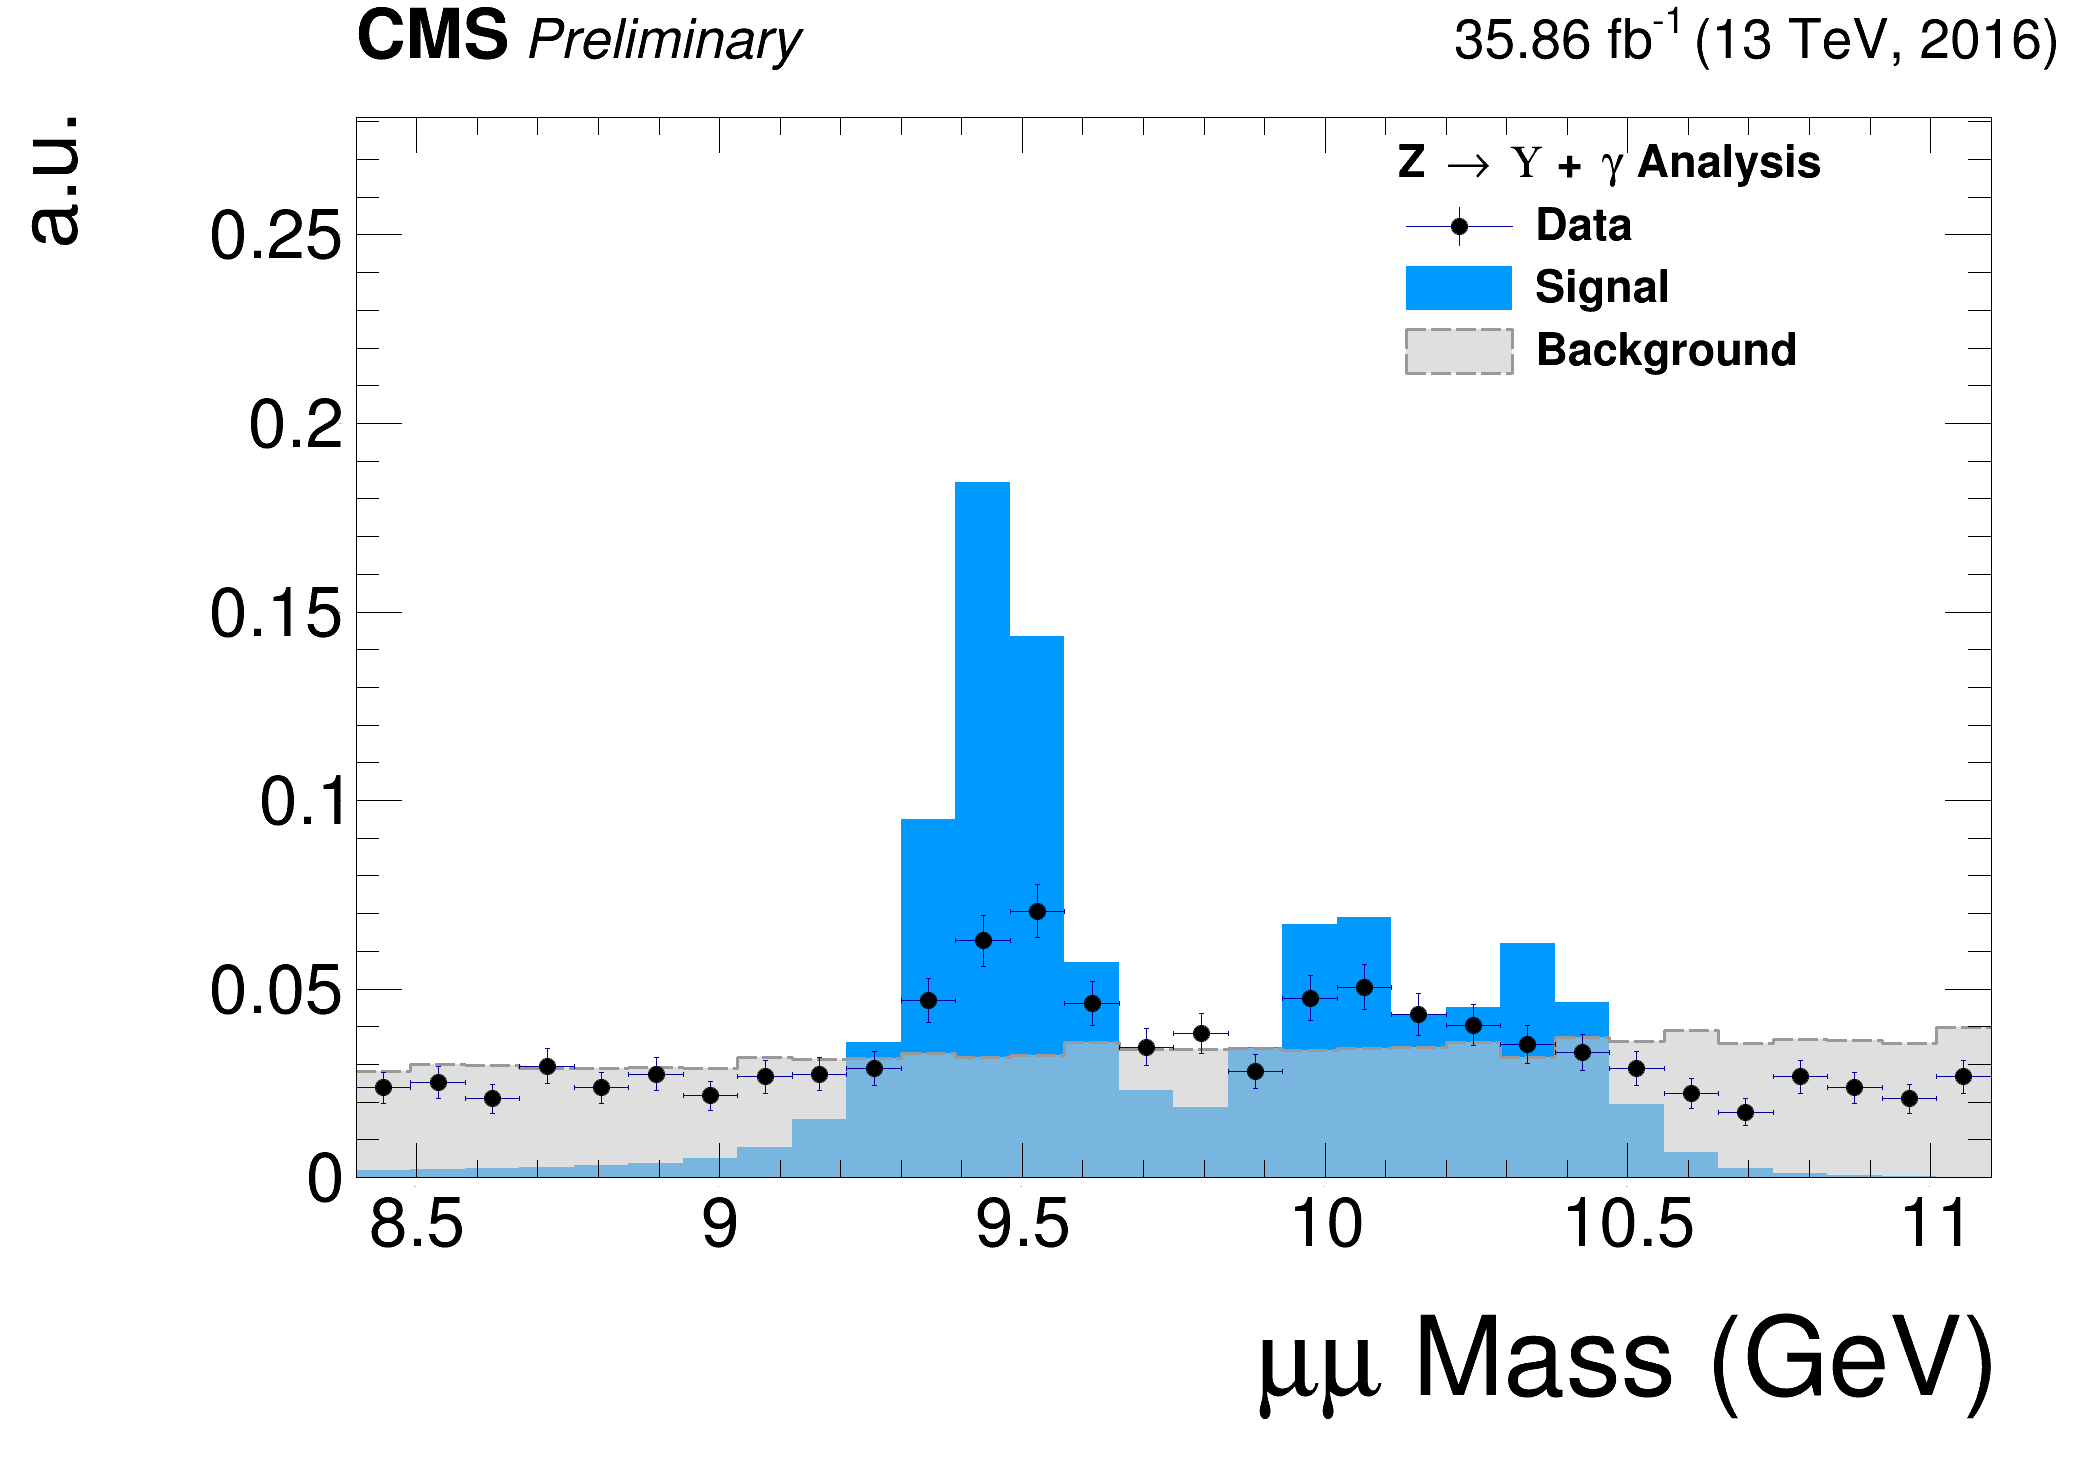 CMS Preliminary
35.86 fb⁻¹ (13 TeV, 2016)
a.u.
Z → Υ + γ Analysis
Data
Signal
Background
0.25
0.2
0.15
0.1
0.05
0
8.5 9 9.5 10 10.5 11
μμ Mass (GeV)